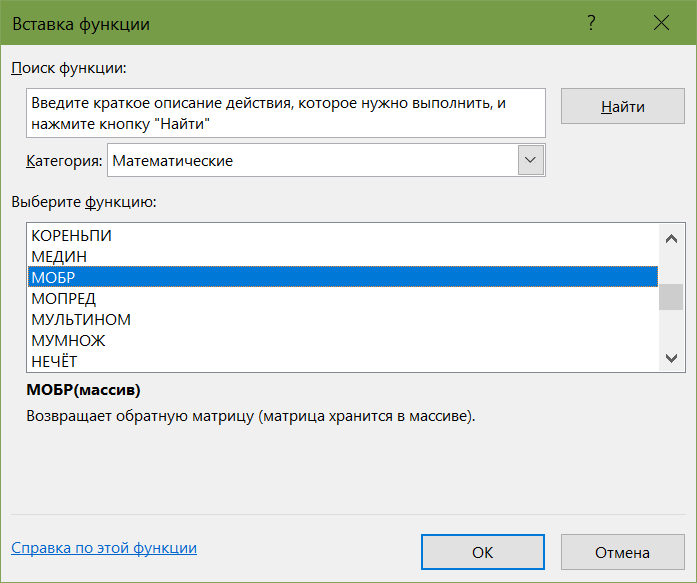 Вставка функции
?
Поиск функции:
Введите краткое описание действия, которое нужно выполнить, и
нажмите кнопку "Найти"
Найти
Категория: Математические
Выберите функцию:
КОРЕНЬПИ
МЕДИН
МОБР
МОПРЕД
МУЛЬТИНОМ
МУМНОЖ
НЕЧЁТ
МОБР(массив)
Возвращает обратную матрицу (матрица хранится в массиве).
Справка по этой функции
ОК
Отмена